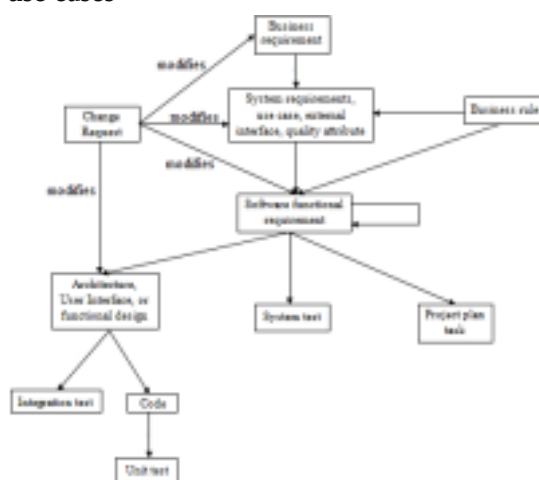 use cases
Business
requirement
modifies
System requirements,
use case, external
interface, quality attribute
Business rule
Change
Request
modifies
modifies
modifies
Software functional
requirement
Architecture,
User Interface, or
functional design
System test
Project plan
task
Integration test
Code
Unit test